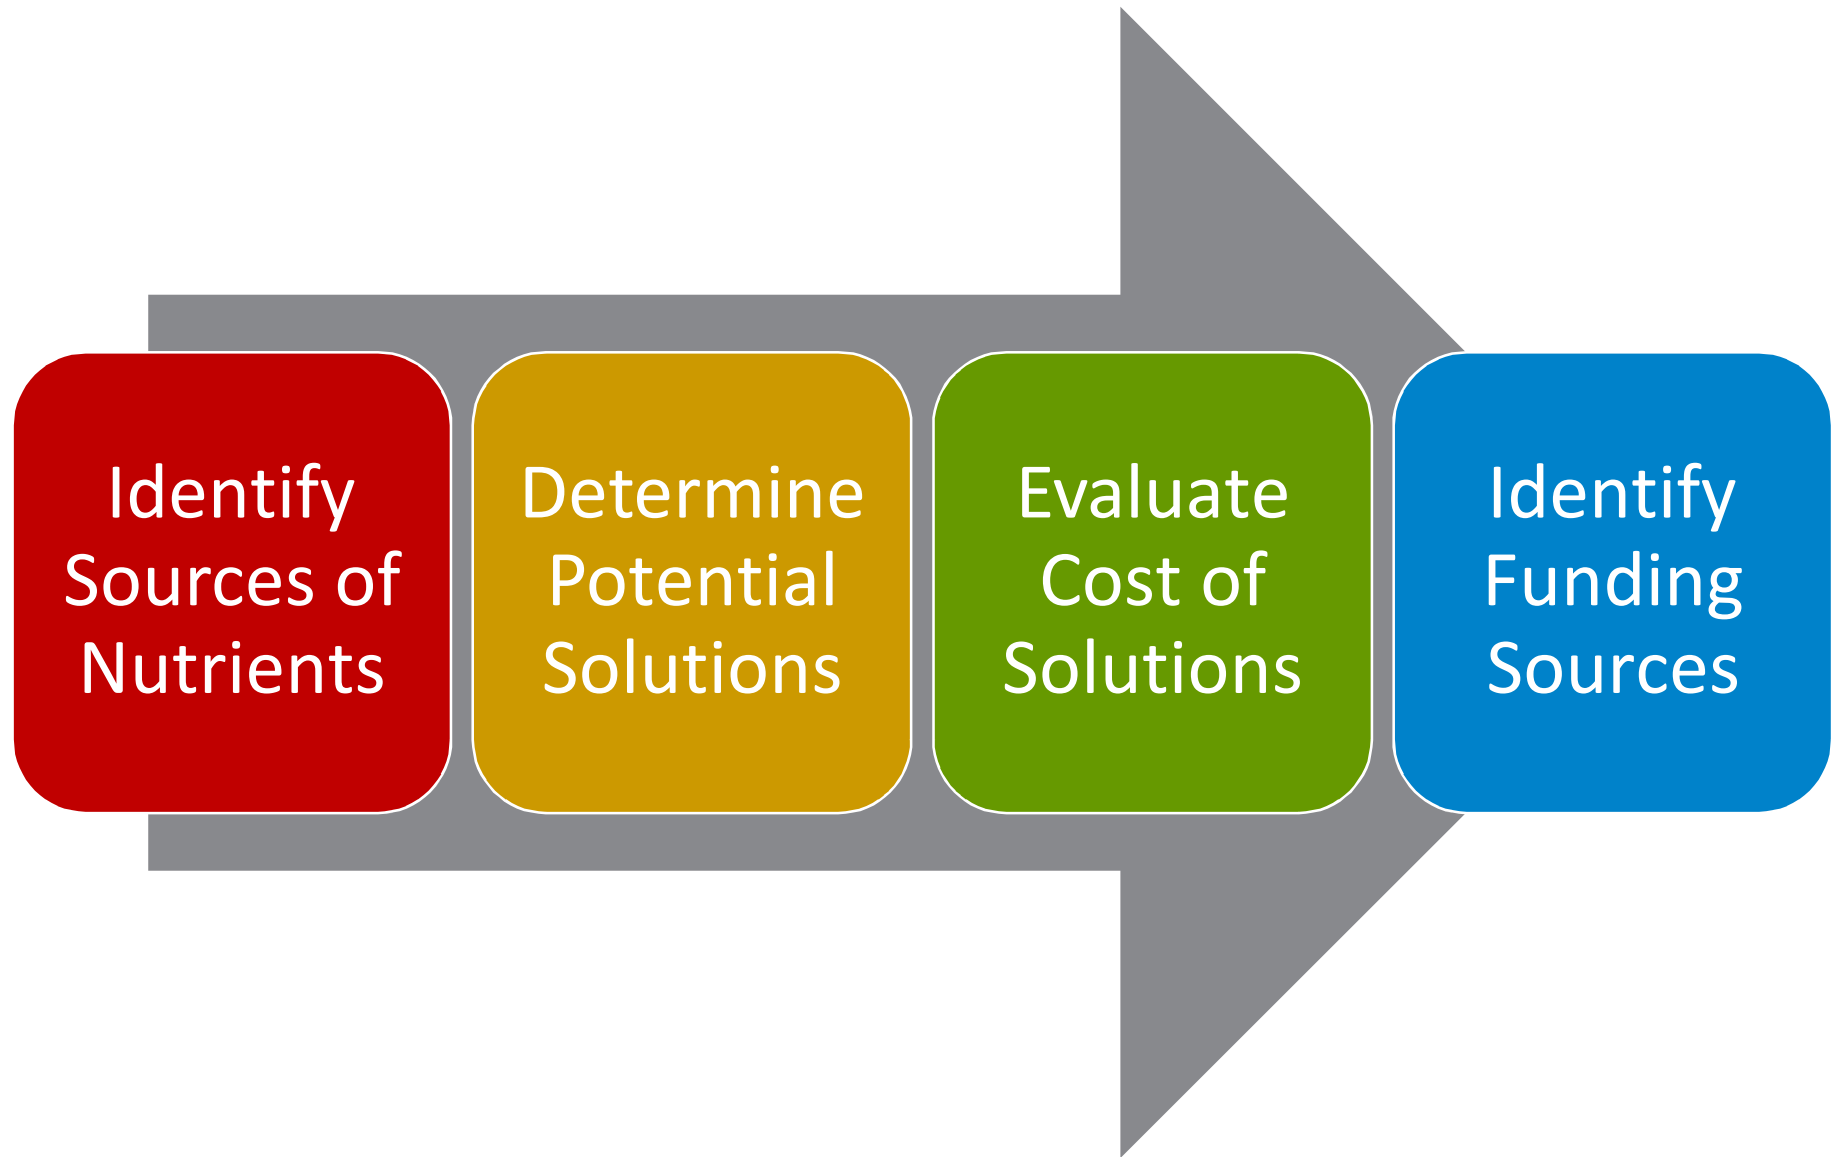 Identify
Sources of
Nutrients
Determine
Potential
Solutions
Evaluate
Cost of
Solutions
Identify
Funding
Sources